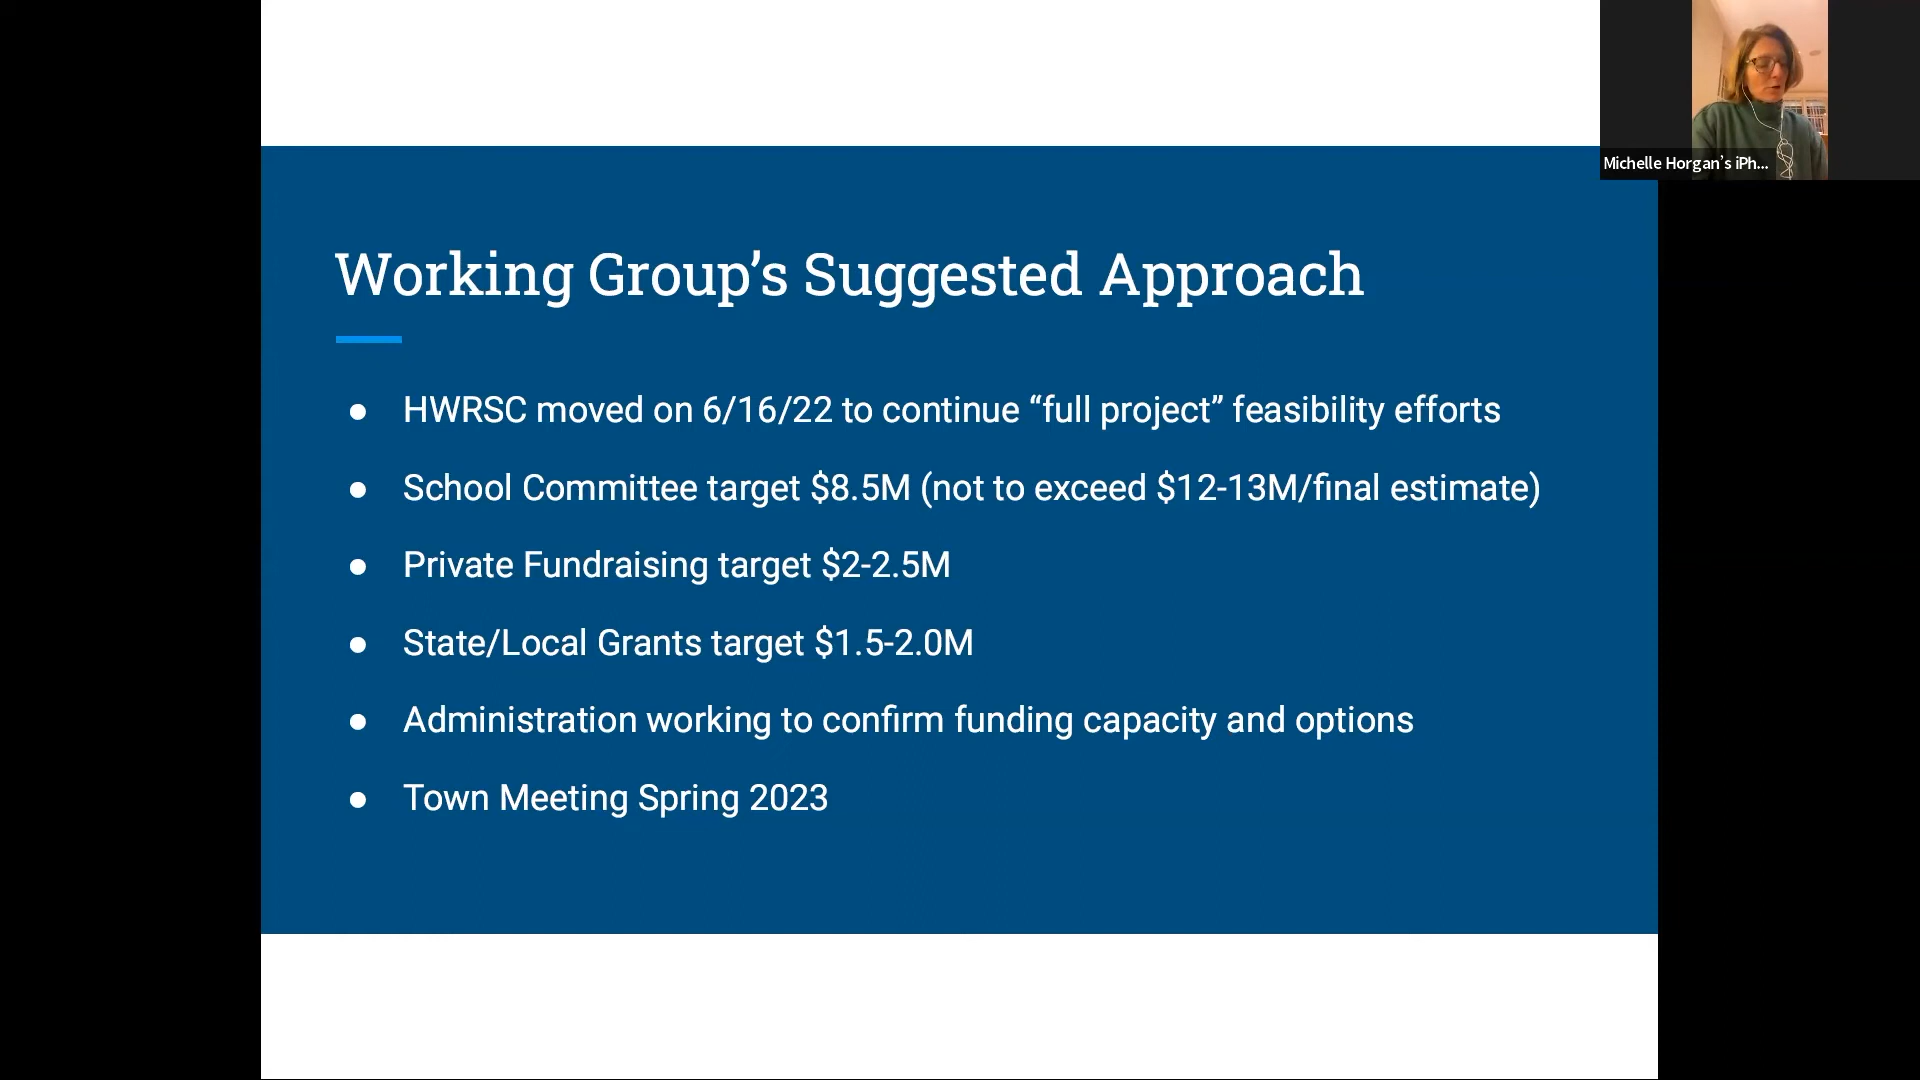 Michelle Horgan's iPh...
Working Group’s Suggested Approach
● HWRSC moved on 6/16/22 to continue “full project” feasibility efforts
● School Committee target $8.5M (not to exceed $12-13M/final estimate)
● Private Fundraising target $2-2.5M
● State/Local Grants target $1.5-2.0M
● Administration working to confirm funding capacity and options
● Town Meeting Spring 2023